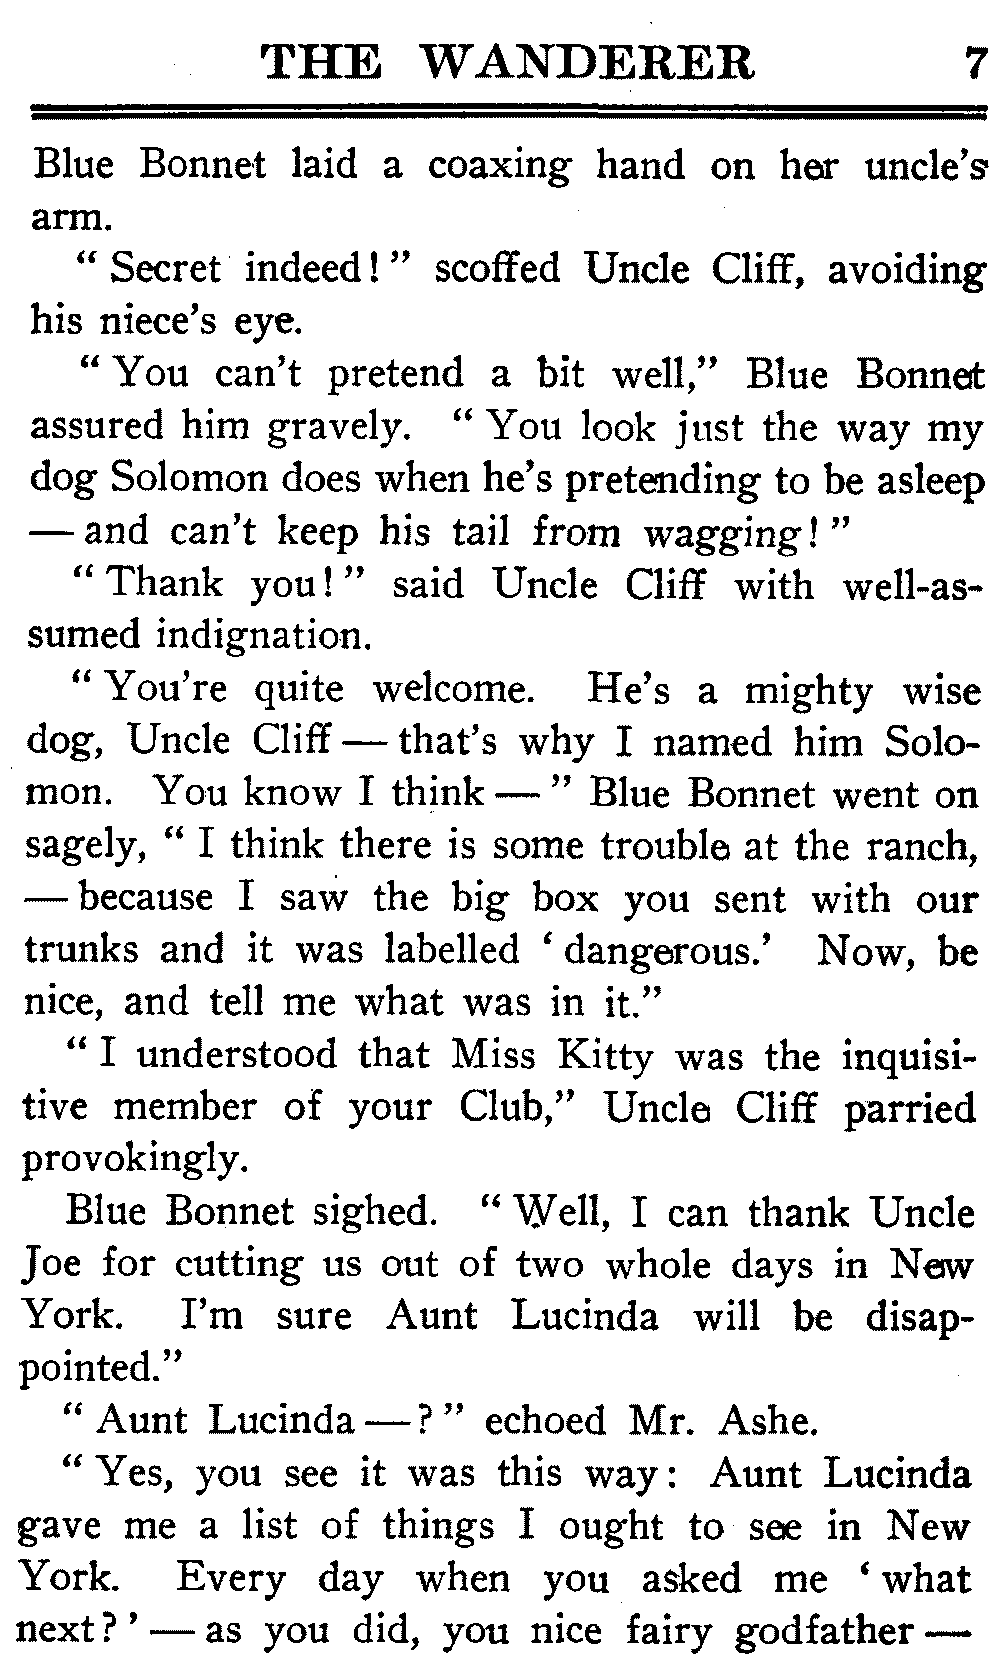 THE WANDERER 7
Blue Bonnet laid a coaxing hand on her uncle's
arm.
" Secret indeed! " scoffed Uncle Cliff, avoiding
his niece's eye.
" You can't pretend a bit well," Blue Bonnet
assured him gravely. " You look just the way my
dog Solomon does when he's pretending to be asleep
— and can't keep his tail from wagging! "
" Thank you! " said Uncle Cliff with well-as-
sumed indignation.
" You're quite welcome. He's a mighty wise
dog, Uncle Cliff — that's why I named him Solo-
mon. You know I think — " Blue Bonnet went on
sagely, " I think there is some trouble at the ranch,
— because I saw the big box you sent with our
trunks and it was labelled ' dangerous.' Now, be
nice, and tell me what was in it."
" I understood that Miss Kitty was the inquisi-
tive member of your Club," Uncle Cliff parried
provokingly.
Blue Bonnet sighed. " Well, I can thank Uncle
Joe for cutting us out of two whole days in New
York. I'm sure Aunt Lucinda will be disap-
pointed."
" Aunt Lucinda — ? " echoed Mr. Ashe.
" Yes, you see it was this way: Aunt Lucinda
gave me a list of things I ought to see in New
York. Every day when you asked me ' what
next? ' — as you did, you nice fairy godfather —